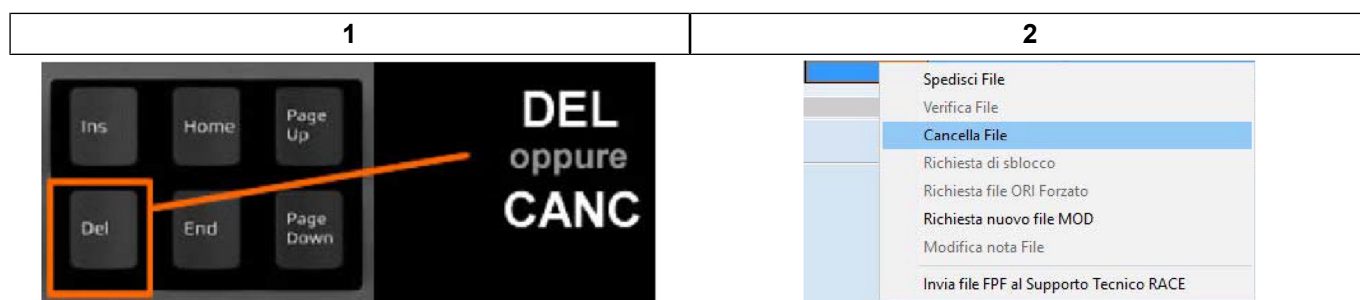 1
2
Ins
Home
Page
Up
Del
End
Page
Down
DEL
oppure
CANC
Spedisci File
Verifica File
Cancella File
Richiesta di sblocco
Richiesta file ORI Forzato
Richiesta nuovo file MOD
Modifica nota File
Invia file FPF al Supporto Tecnico RACE